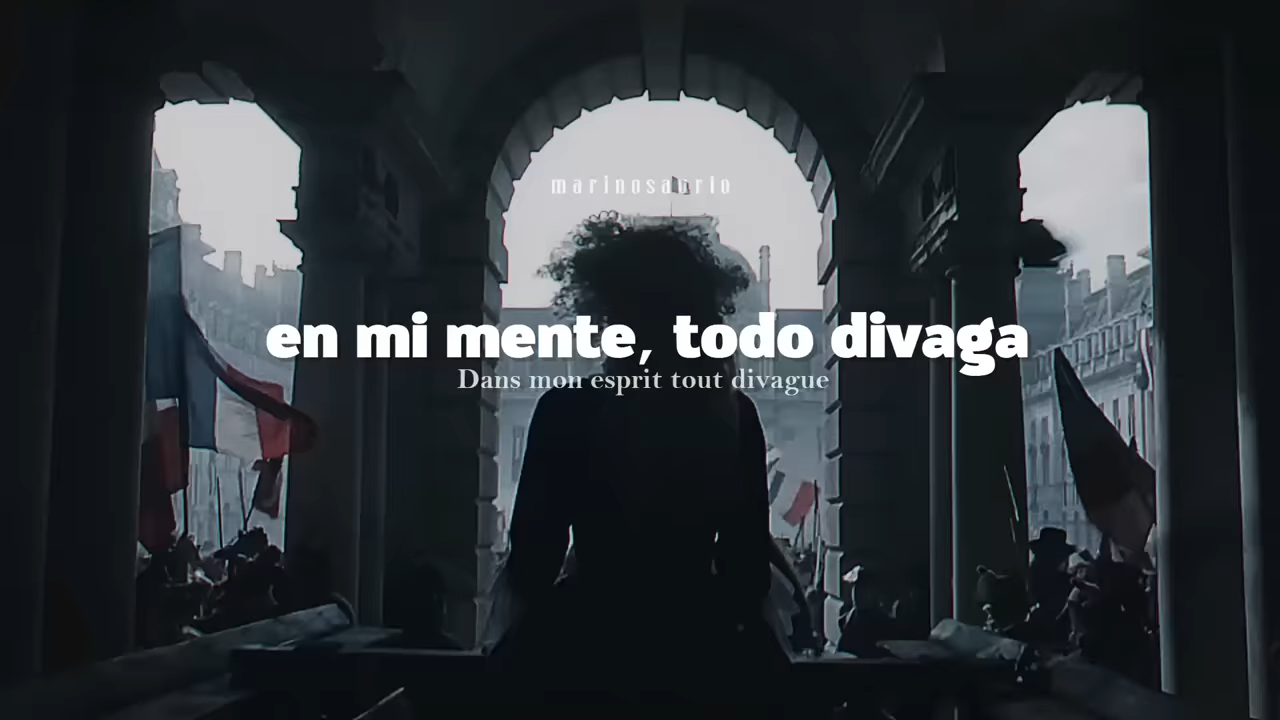 marinosaurio
en mi mente, todo divaga
Dans mon esprit tout divague